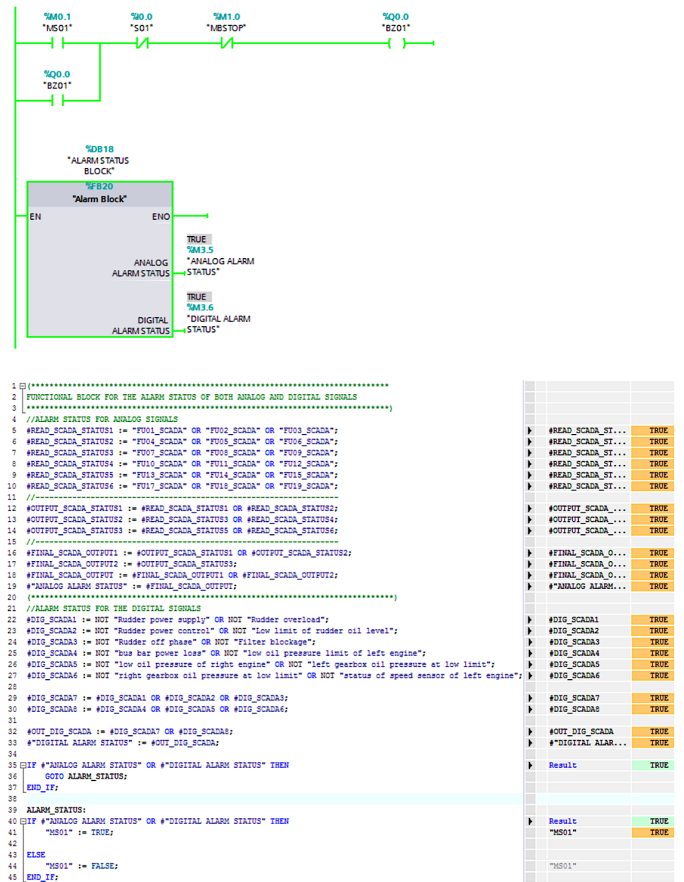 %M0.1 %I0.0 %M1.0 %Q0.0
"MS01" "S01" "MBSTOP" "BZ01"
%Q0.0
"BZ01"
%DB18
"ALARM STATUS
BLOCK"
%FB20
"Alarm Block"
EN ENO
TRUE
%M3.5
ANALOG "ANALOG ALARM
ALARM STATUS STATUS"
TRUE
%M3.6
DIGITAL "DIGITAL ALARM
ALARM STATUS STATUS"
1 (******************************************************************************
2 FUNCTIONAL BLOCK FOR THE ALARM STATUS OF BOTH ANALOG AND DIGITAL SIGNALS
3 *******************************************************************************)
4 //ALARM STATUS FOR ANALOG SIGNALS
5 #READ_SCADA_STATUS1 := "FU01_SCADA" OR "FU02_SCADA" OR "FU03_SCADA"; #READ_SCADA_ST... TRUE
6 #READ_SCADA_STATUS2 := "FU04_SCADA" OR "FU05_SCADA" OR "FU06_SCADA"; #READ_SCADA_ST... TRUE
7 #READ_SCADA_STATUS3 := "FU07_SCADA" OR "FU08_SCADA" OR "FU09_SCADA"; #READ_SCADA_ST... TRUE
8 #READ_SCADA_STATUS4 := "FU10_SCADA" OR "FU11_SCADA" OR "FU12_SCADA"; #READ_SCADA_ST... TRUE
9 #READ_SCADA_STATUS5 := "FU13_SCADA" OR "FU14_SCADA" OR "FU15_SCADA"; #READ_SCADA_ST... TRUE
10 #READ_SCADA_STATUS6 := "FU17_SCADA" OR "FU18_SCADA" OR "FU19_SCADA"; #READ_SCADA_ST... TRUE
11 //------------------------------------------------------------------
12 #OUTPUT_SCADA_STATUS1 := #READ_SCADA_STATUS1 OR #READ_SCADA_STATUS2; #OUTPUT_SCADA_... TRUE
13 #OUTPUT_SCADA_STATUS2 := #READ_SCADA_STATUS3 OR #READ_SCADA_STATUS4; #OUTPUT_SCADA_... TRUE
14 #OUTPUT_SCADA_STATUS3 := #READ_SCADA_STATUS5 OR #READ_SCADA_STATUS6; #OUTPUT_SCADA_... TRUE
15 //------------------------------------------------------------------
16 #FINAL_SCADA_OUTPUT1 := #OUTPUT_SCADA_STATUS1 OR #OUTPUT_SCADA_STATUS2; #FINAL_SCADA_O... TRUE
17 #FINAL_SCADA_OUTPUT2 := #OUTPUT_SCADA_STATUS3; #FINAL_SCADA_O... TRUE
18 #FINAL_SCADA_OUTPUT := #FINAL_SCADA_OUTPUT1 OR #FINAL_SCADA_OUTPUT2; #FINAL_SCADA_O... TRUE
19 #"ANALOG ALARM STATUS" := #FINAL_SCADA_OUTPUT; #"ANALOG ALARM... TRUE
20 (*******************************************************************************)
21 //ALARM STATUS FOR THE DIGITAL SIGNALS
22 #DIG_SCADA1 := NOT "Rudder power supply" OR NOT "Rudder overload"; #DIG_SCADA1 TRUE
23 #DIG_SCADA2 := NOT "Rudder power control" OR NOT "Low limit of rudder oil level"; #DIG_SCADA2 TRUE
24 #DIG_SCADA3 := NOT "Rudder off phase" OR NOT "Filter blockage"; #DIG_SCADA3 TRUE
25 #DIG_SCADA4 := NOT "bus bar power loss" OR NOT "low oil pressure limit of left engine"; #DIG_SCADA4 TRUE
26 #DIG_SCADA5 := NOT "low oil pressure of right engine" OR NOT "left gearbox oil pressure at low limit"; #DIG_SCADA5 TRUE
27 #DIG_SCADA6 := NOT "right gearbox oil pressure at low limit" OR NOT "status of speed sensor of left engine"; #DIG_SCADA6 TRUE
28
29 #DIG_SCADA7 := #DIG_SCADA1 OR #DIG_SCADA2 OR #DIG_SCADA3; #DIG_SCADA7 TRUE
30 #DIG_SCADA8 := #DIG_SCADA4 OR #DIG_SCADA5 OR #DIG_SCADA6; #DIG_SCADA8 TRUE
31
32 #OUT_DIG_SCADA := #DIG_SCADA7 OR #DIG_SCADA8; #OUT_DIG_SCADA TRUE
33 #"DIGITAL ALARM STATUS" := #OUT_DIG_SCADA; #"DIGITAL ALAR... TRUE
34
35 IF #"ANALOG ALARM STATUS" OR #"DIGITAL ALARM STATUS" THEN Result TRUE
36 GOTO ALARM_STATUS;
37 END_IF;
38
39 ALARM_STATUS:
40 IF #"ANALOG ALARM STATUS" OR #"DIGITAL ALARM STATUS" THEN Result TRUE
41 "MS01" := TRUE; "MS01" TRUE
42
43 ELSE
44 "MS01" := FALSE; "MS01"
45 END_IF;